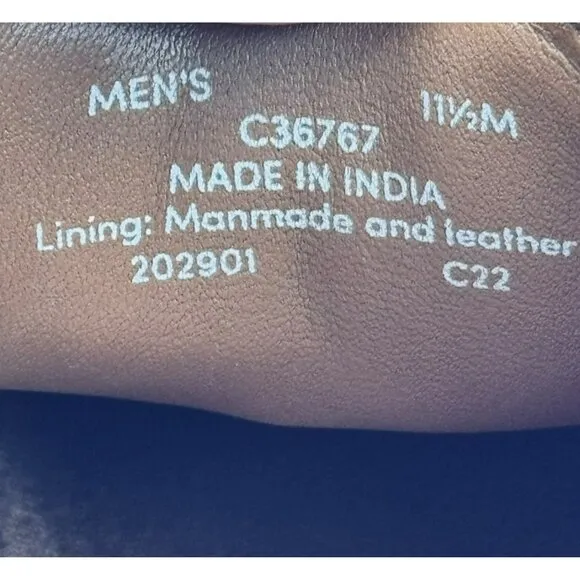 MEN'S 11½M
C36767
MADE IN INDIA
Lining: Manmade and leather
202901 C22